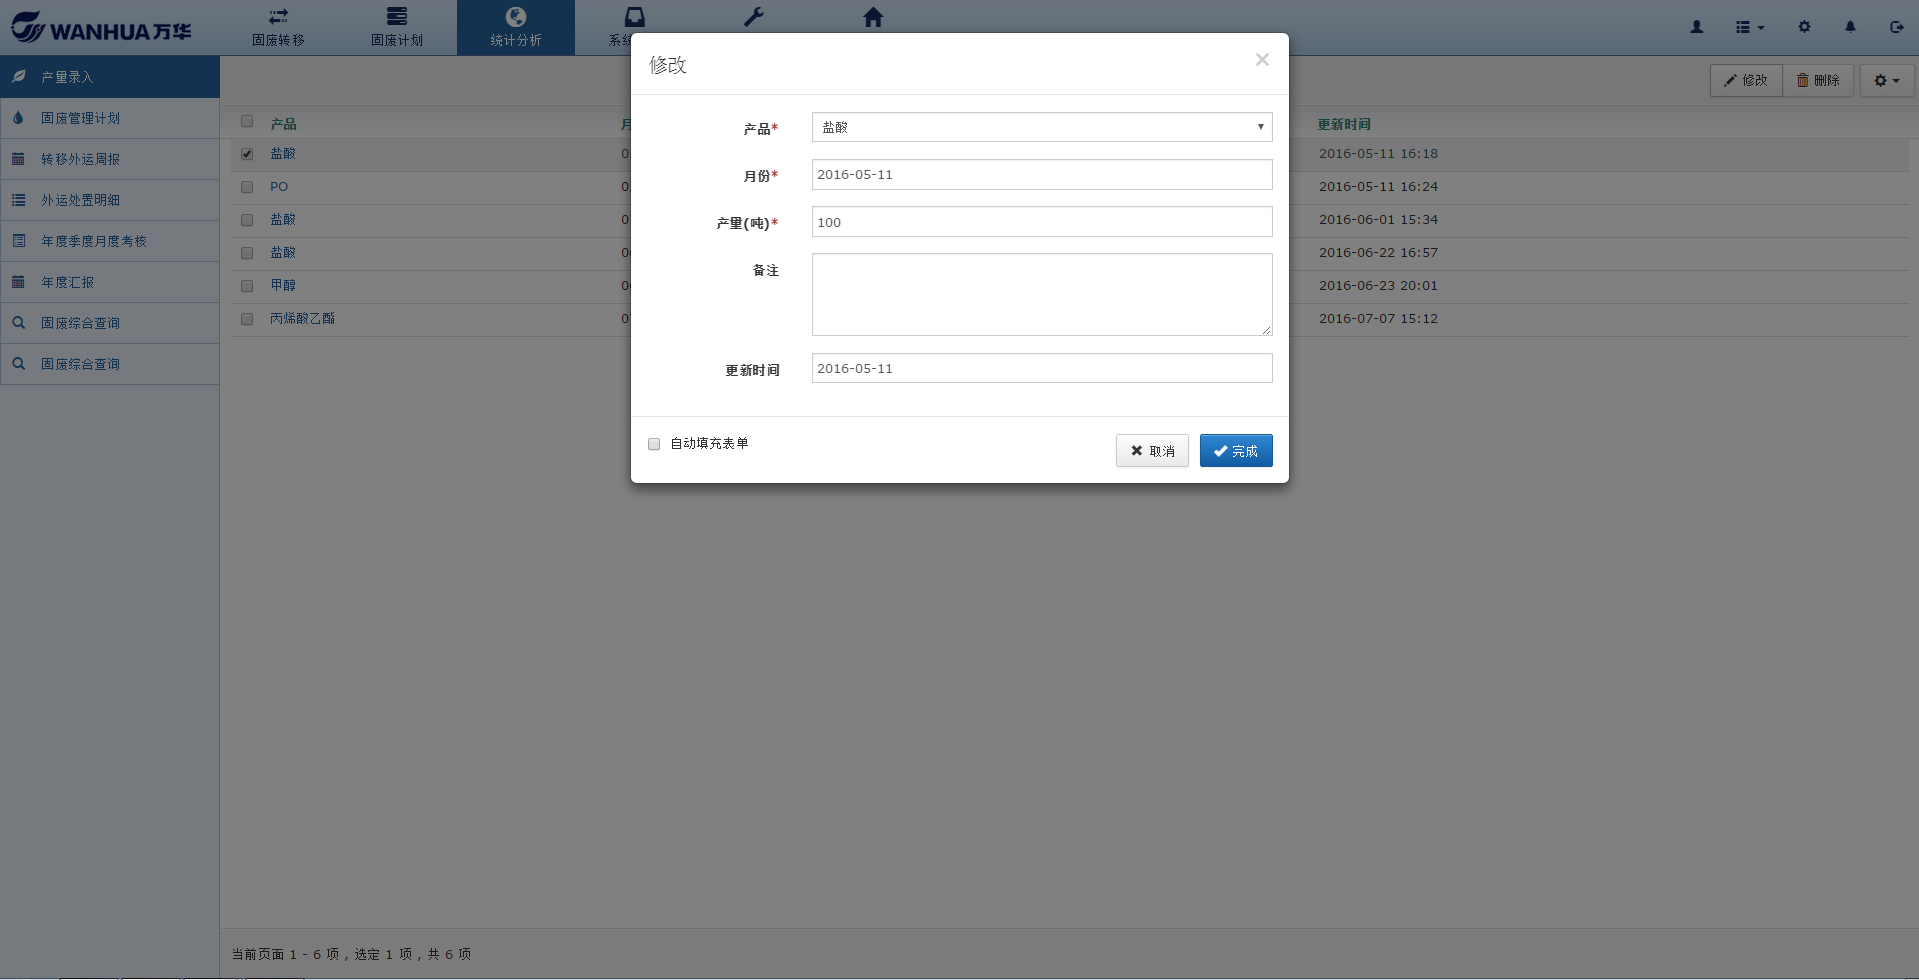 WANHUA万华
固废转移
固废计划
统计分析
系统
产量录入
固废管理计划
转移外运周报
外运处置明细
年度季度月度考核
年度汇报
固废综合查询
固废综合查询
修改
删除
产品
月
更新时间
盐酸 0 2016-05-11 16:18
PO 0 2016-05-11 16:24
盐酸 0 2016-06-01 15:34
盐酸 0 2016-06-22 16:57
甲醇 0 2016-06-23 20:01
丙烯酸乙酯 0 2016-07-07 15:12
修改
×
产品* 盐酸
月份* 2016-05-11
产量(吨)* 100
备注
更新时间 2016-05-11
自动填充表单
取消
完成
当前页面 1 - 6 项 , 选定 1 项 , 共 6 项